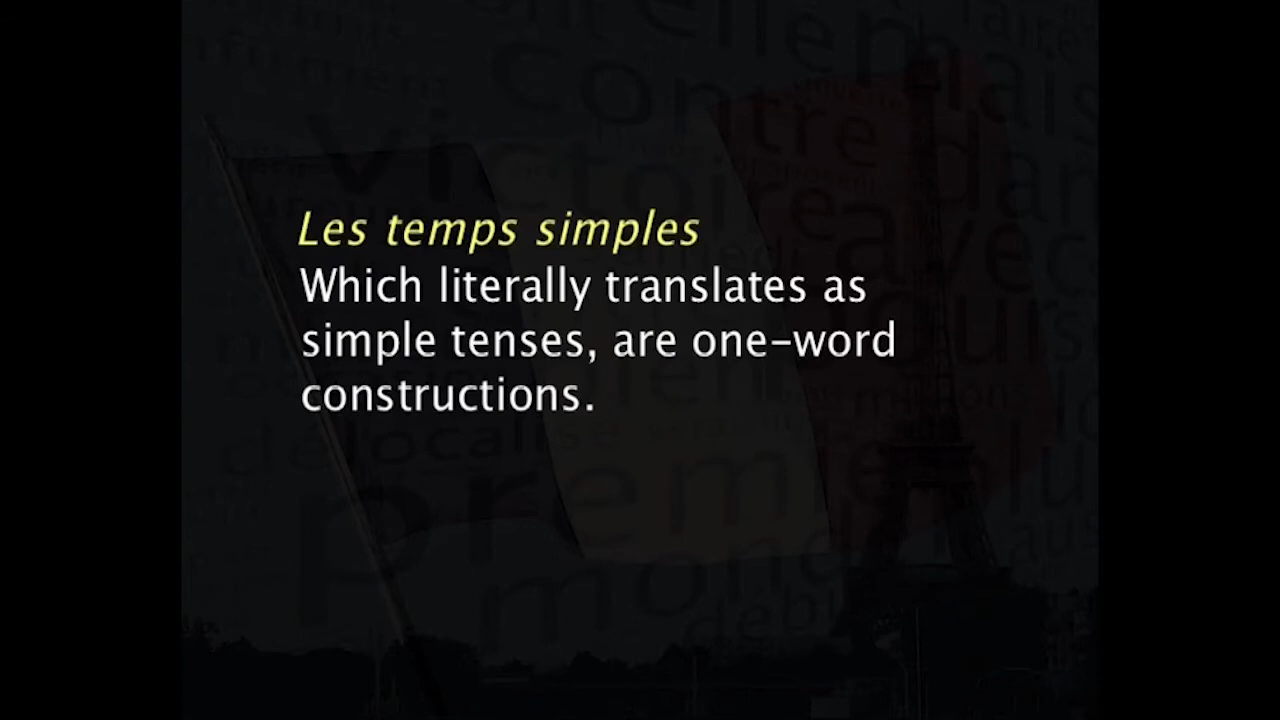 Les temps simples
Which literally translates as
simple tenses, are one-word
constructions.